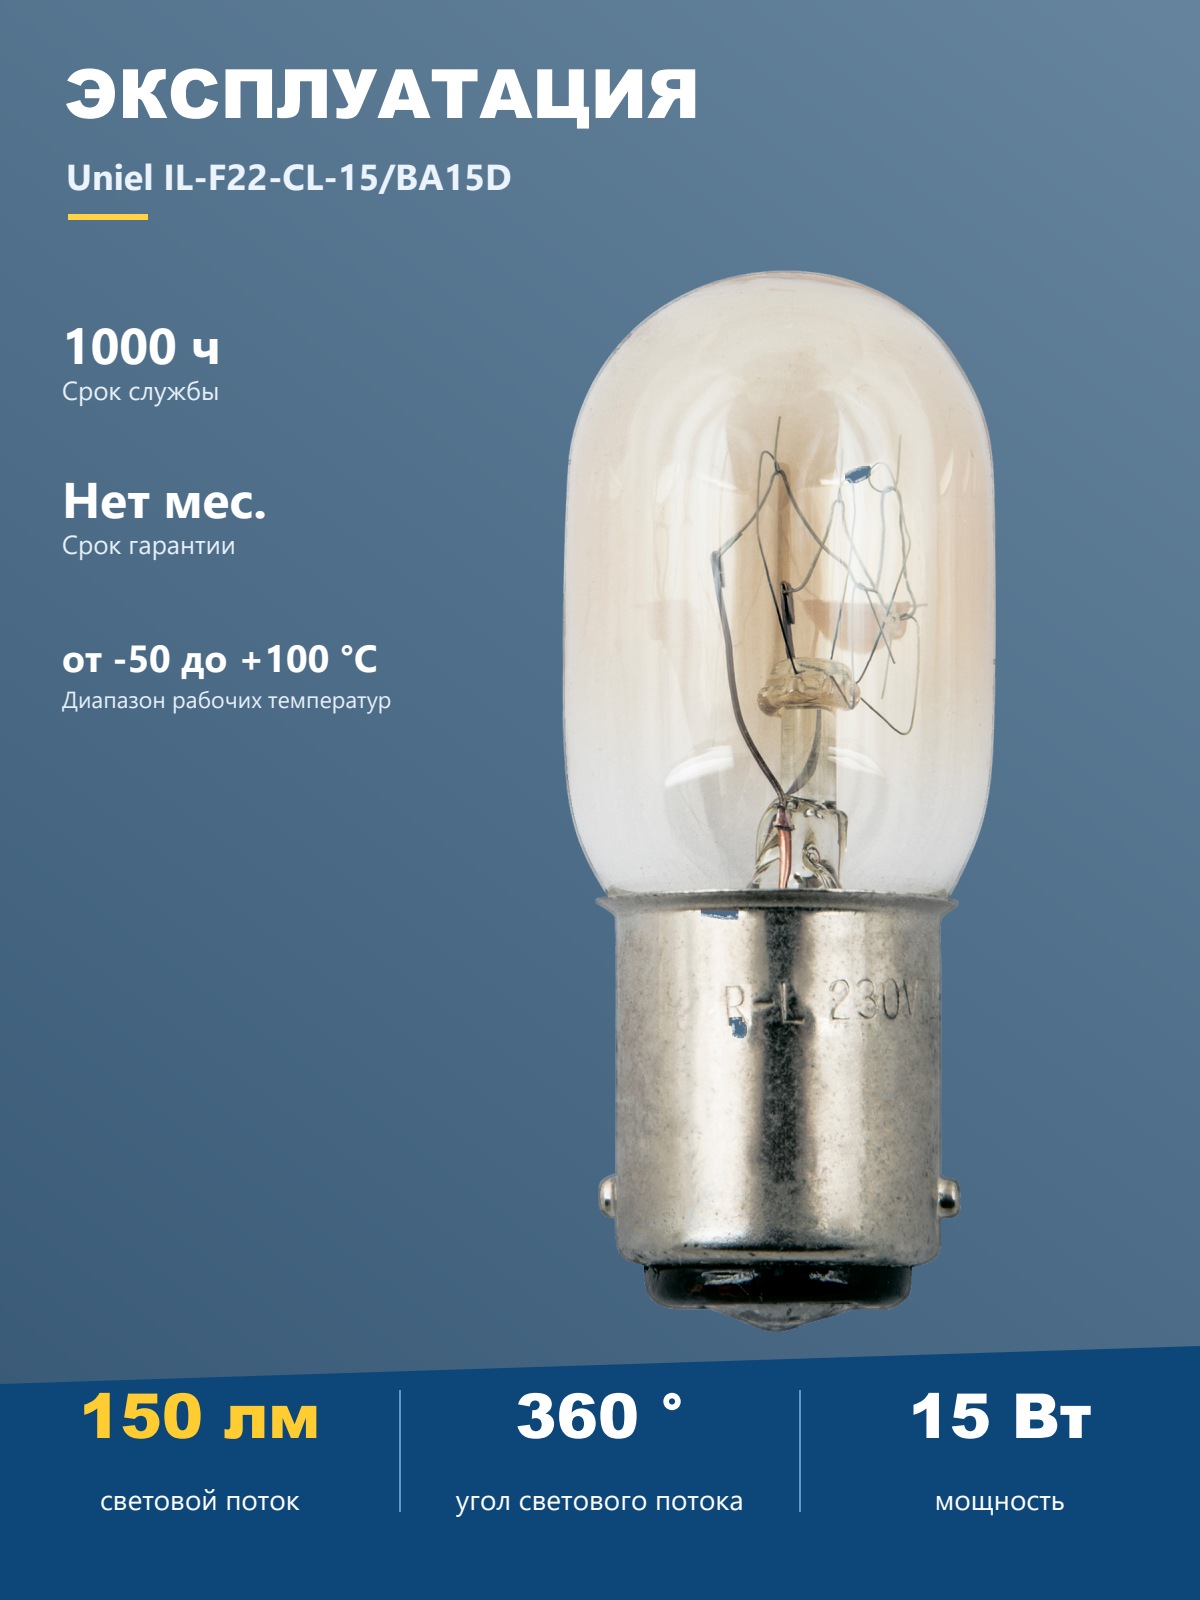 ЭКСПЛУАТАЦИЯ
Uniel IL-F22-CL-15/BA15D
1000 ч
Срок службы
Нет мес.
Срок гарантии
от -50 до +100 °C
Диапазон рабочих температур
R-L 230V
150 лм
световой поток
360 °
угол светового потока
15 Вт
мощность